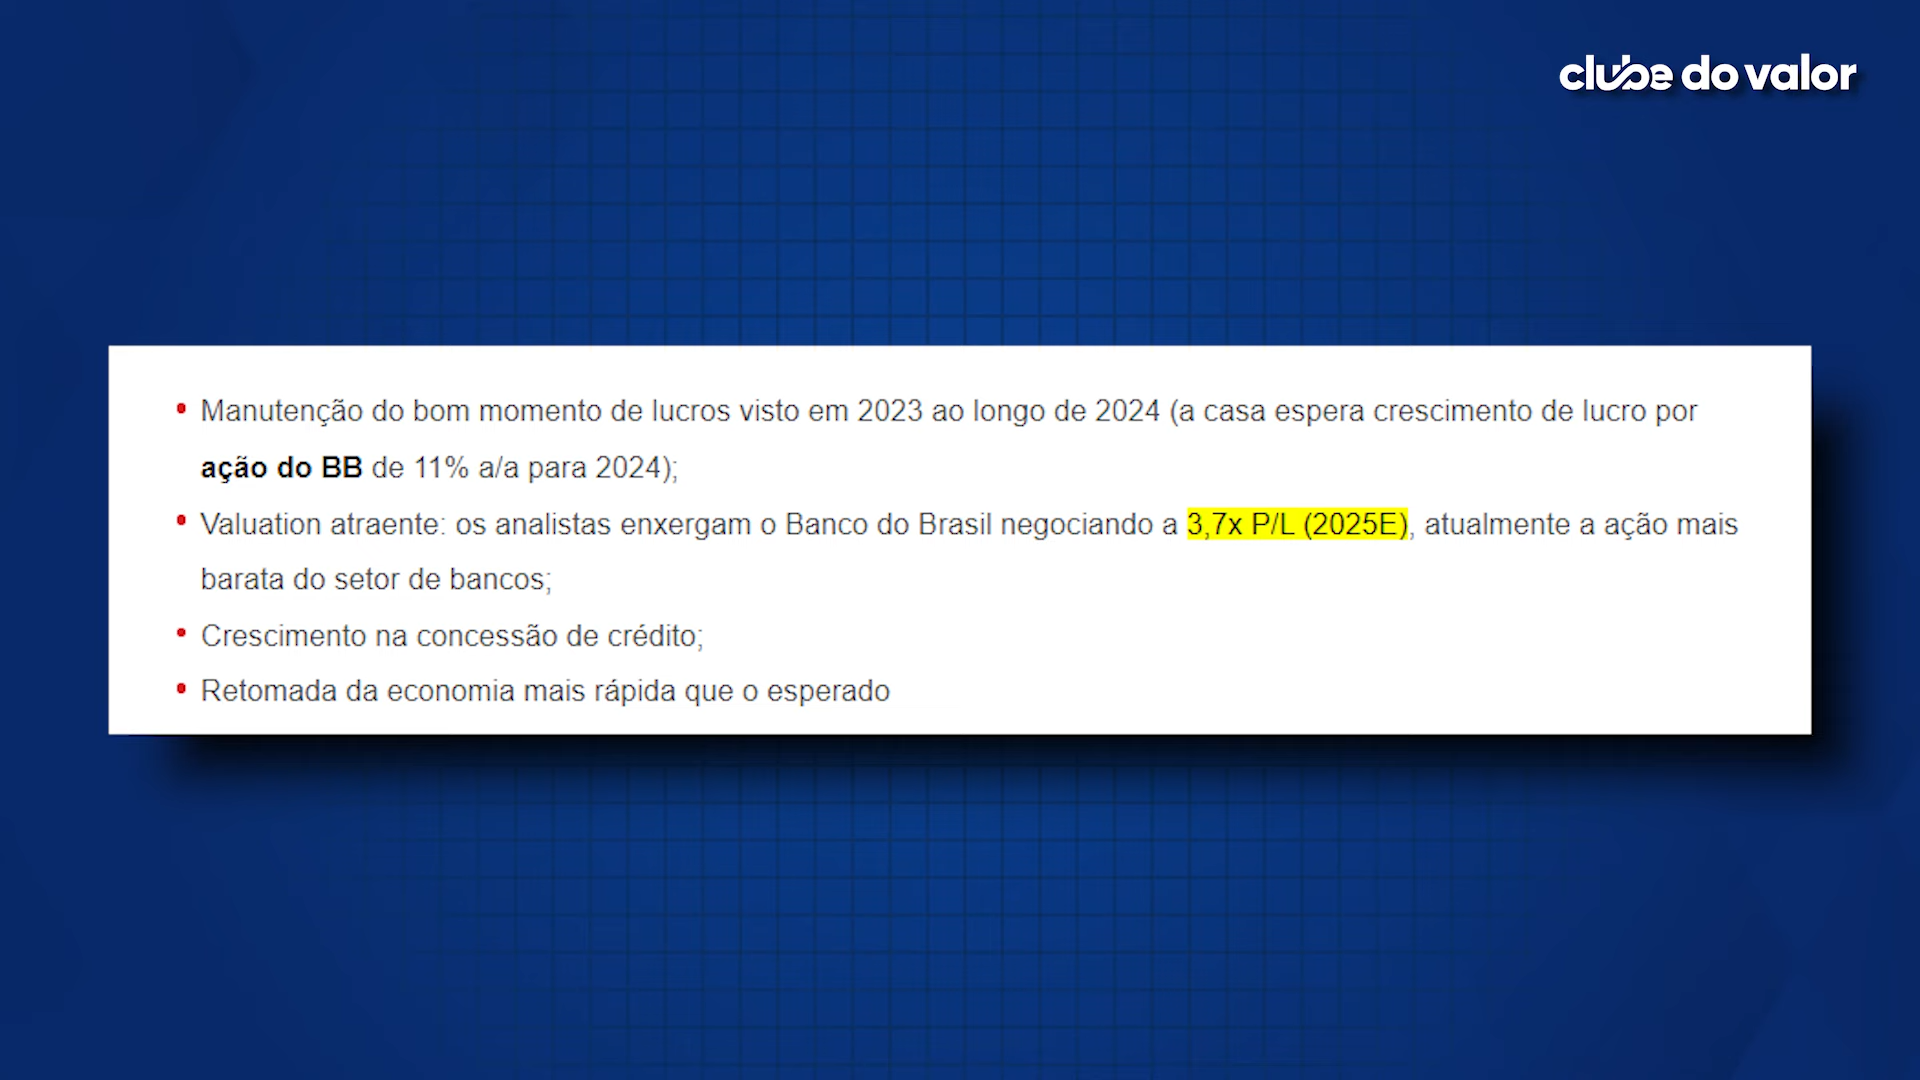 clube do valor
Manutenção do bom momento de lucros visto em 2023 ao longo de 2024 (a casa espera crescimento de lucro por
ação do BB de 11% a/a para 2024);
Valuation atraente: os analistas enxergam o Banco do Brasil negociando a 3,7x P/L (2025E), atualmente a ação mais
barata do setor de bancos;
Crescimento na concessão de crédito;
Retomada da economia mais rápida que o esperado